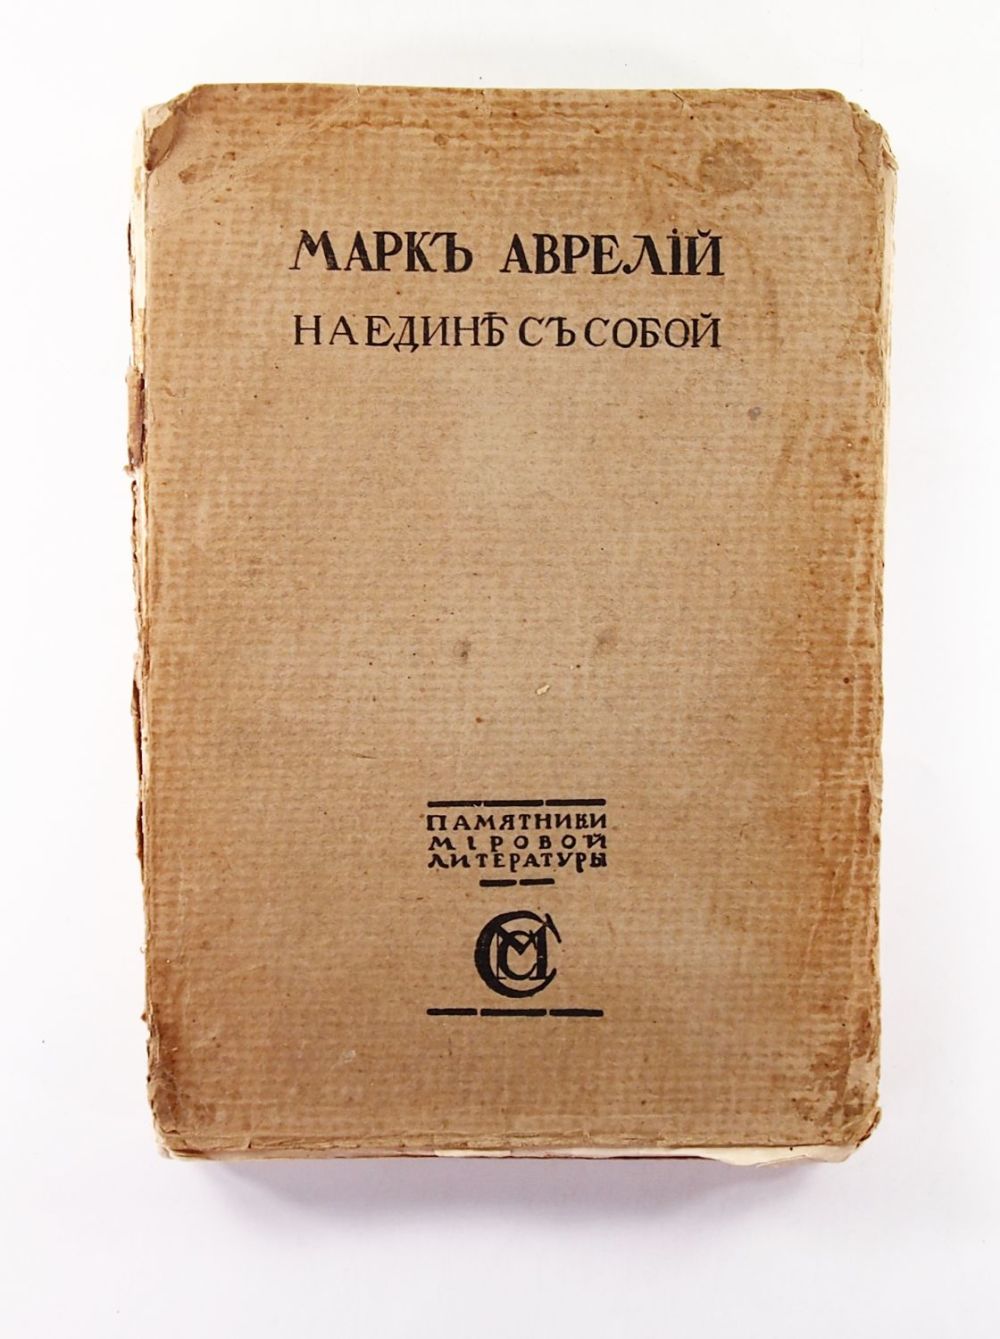 МАРКЪ АВРЕЛІЙ
НАЕДИНѢ СЪ СОБОЙ
ПАМЯТНИКИ
МІРОВОЙ
ЛИТЕРАТУРЫ